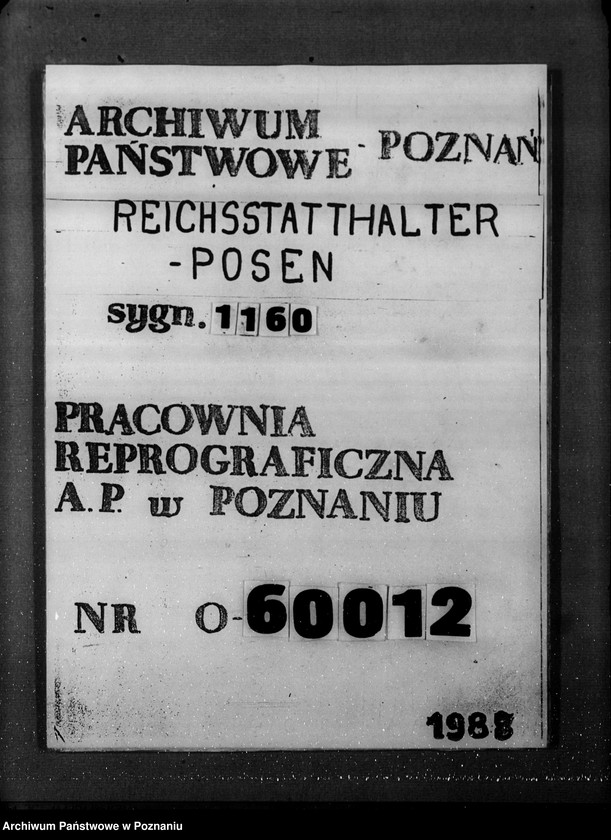 ARCHIWUM
PAŃSTWOWE - POZNAŃ
REICHSSTATTHALTER
-POSEN
sygn. 1160
PRACOWNIA
REPROGRAFICZNA
A.P. w POZNANIU
NR O-60012
1988
Archiwum Państwowe w Poznaniu